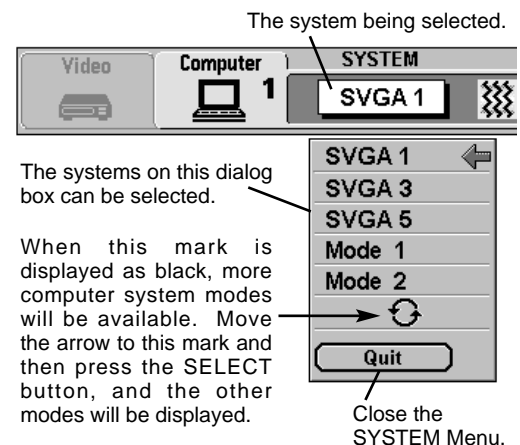 The system being selected.
Video
Computer
1
SYSTEM
SVGA 1
The systems on this dialog
box can be selected.
When this mark is
displayed as black, more
computer system modes
will be available. Move
the arrow to this mark and
then press the SELECT
button, and the other
modes will be displayed.
SVGA 1
SVGA 3
SVGA 5
Mode 1
Mode 2
Quit
Close the
SYSTEM Menu.